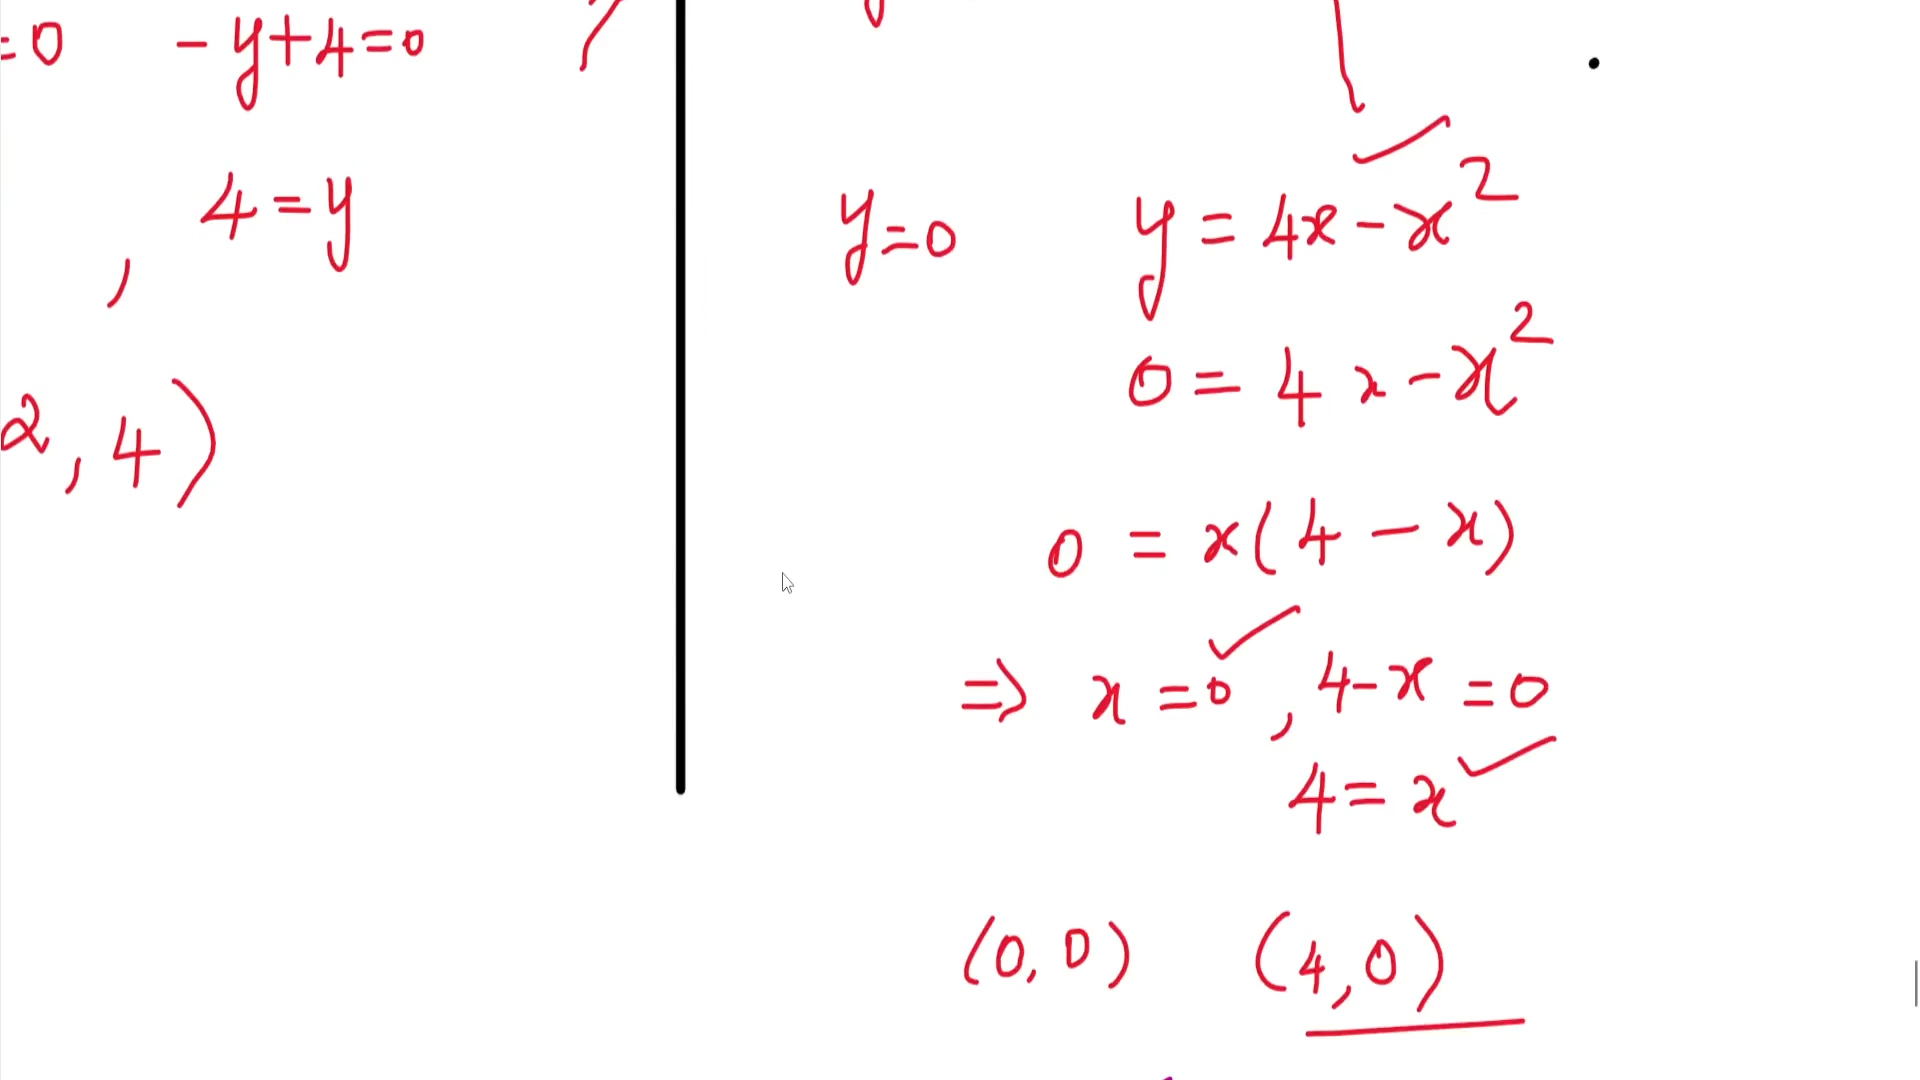 =0 -y+4=0
, 4=y
2,4)
y=0 y=4x-x²
0=4x-x²
0=x(4-x)
⇒ x=0, 4-x=0
4=x
(0,0) (4,0)